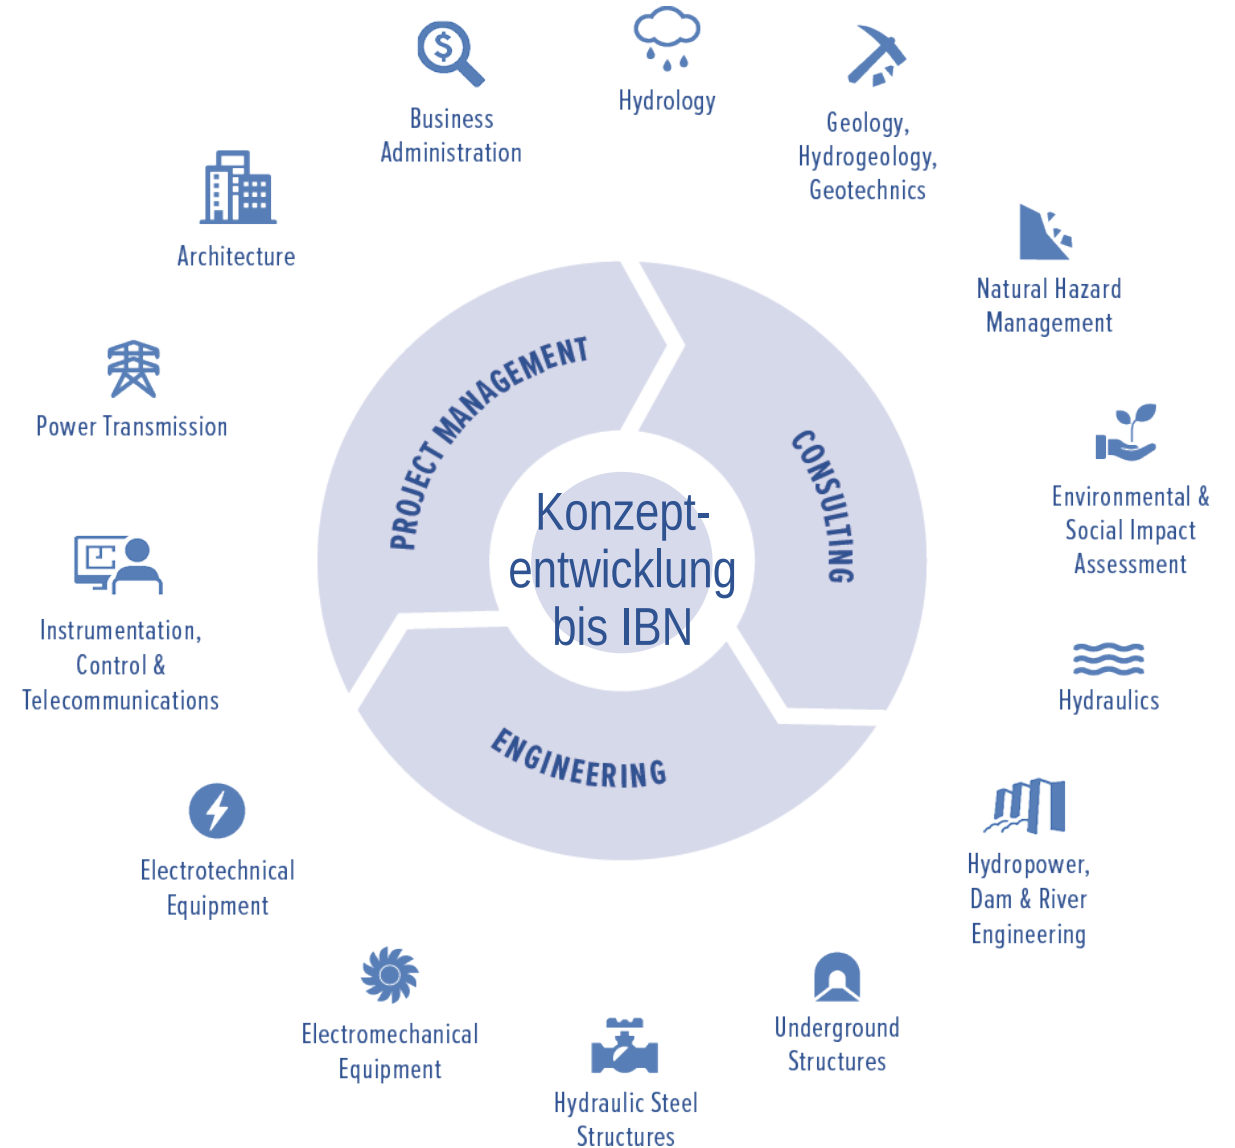 Hydrology
Geology,
Hydrogeology,
Geotechnics
Natural Hazard
Management
Environmental &
Social Impact
Assessment
Hydraulics
Hydropower,
Dam & River
Engineering
Underground
Structures
Hydraulic Steel
Structures
Electromechanical
Equipment
Electrotechnical
Equipment
Instrumentation,
Control &
Telecommunications
Power Transmission
Architecture
Business
Administration
$
PROJECT MANAGEMENT
CONSULTING
ENGINEERING
Konzept-
entwicklung
bis IBN